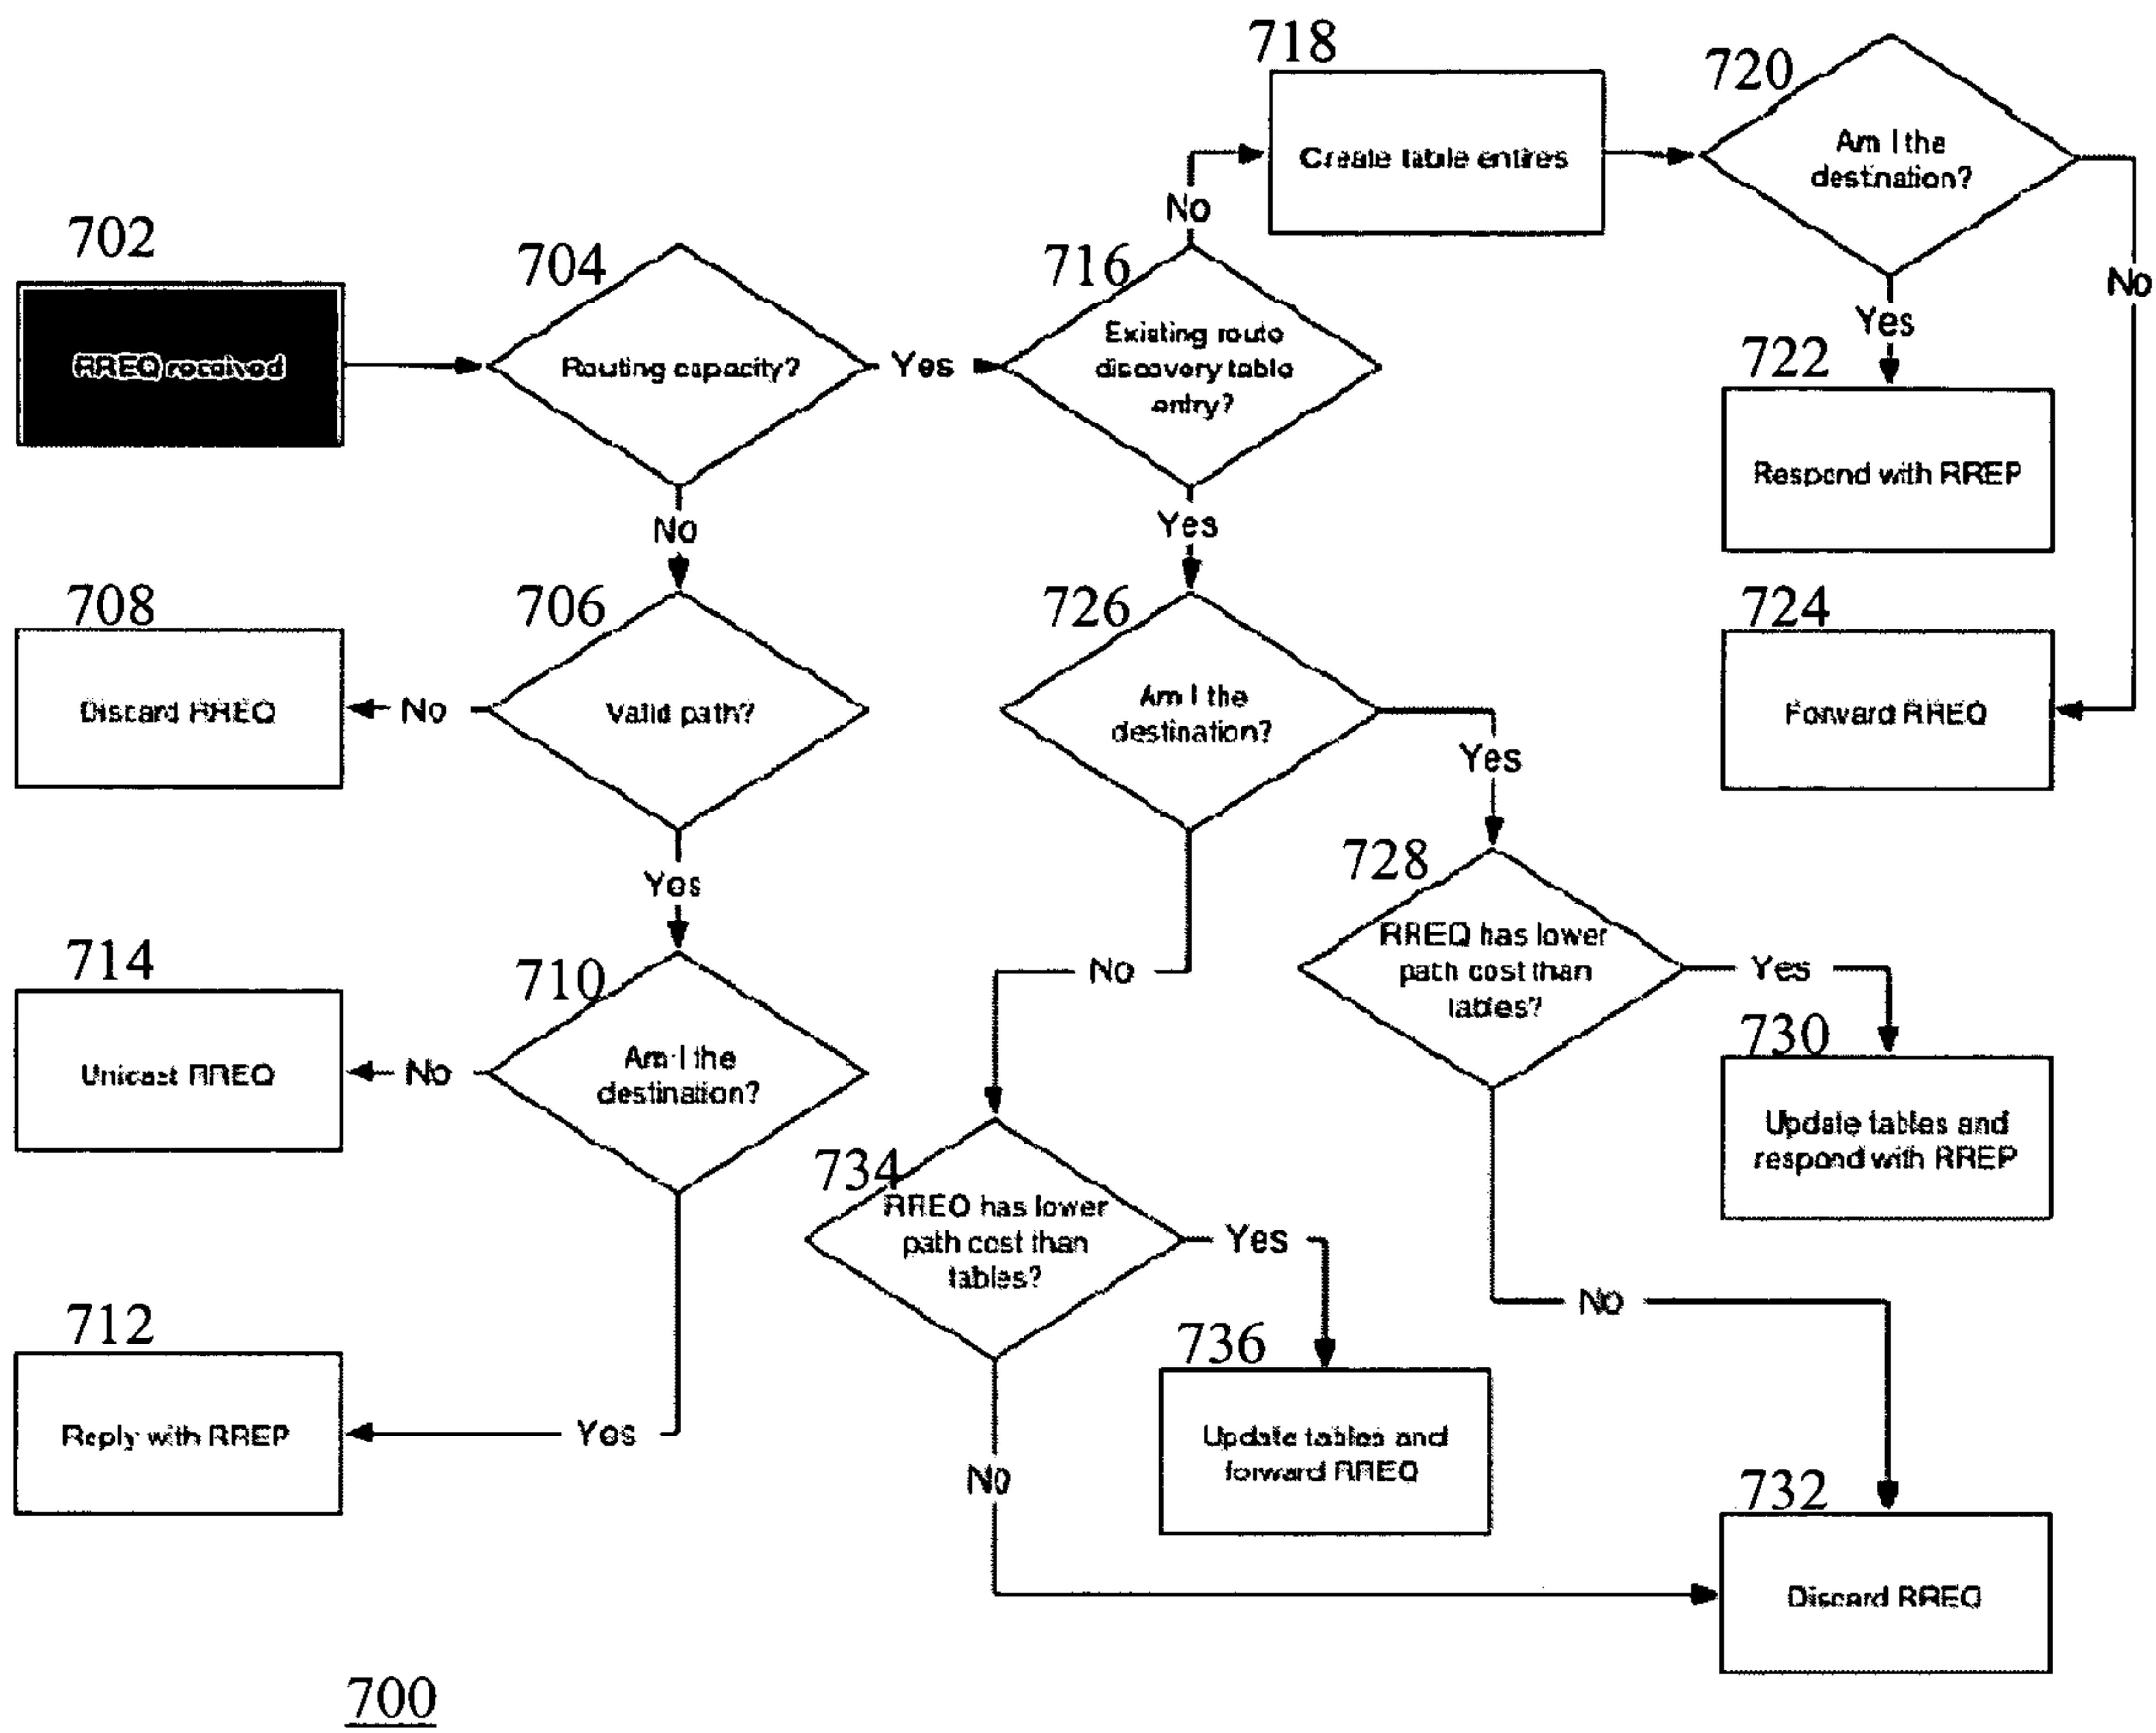 702
RREQ received
704
Routing capacity?
Yes
No
716
Existing route
discovery table
entry?
No
Yes
718
Create table entires
720
Am I the
destination?
Yes
No
722
Respond with RREP
724
Forward RREQ
706
Valid path?
No
Yes
708
Discard RREQ
710
Am I the
destination?
No
Yes
714
Unicast RREQ
712
Reply with RREP
726
Am I the
destination?
Yes
No
728
RREQ has lower
path cost than
tables?
Yes
No
730
Update tables and
respond with RREP
734
RREQ has lower
path cost than
tables?
Yes
No
736
Update tables and
forward RREQ
732
Discard RREQ
700